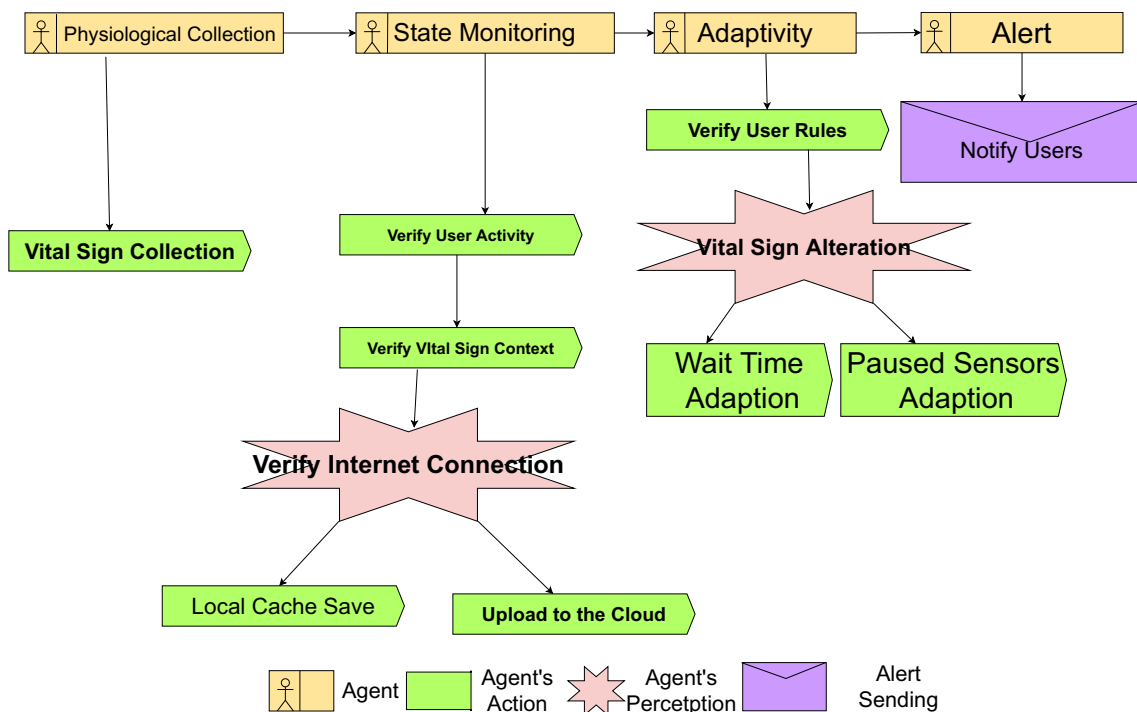 Physiological Collection
State Monitoring
Adaptivity
Alert
Verify User Rules
Notify Users
Vital Sign Collection
Verify User Activity
Vital Sign Alteration
Verify VItal Sign Context
Wait Time
Adaption
Paused Sensors
Adaption
Verify Internet Connection
Local Cache Save
Upload to the Cloud
Agent
Agent's
Action
Agent's
Percetption
Alert
Sending